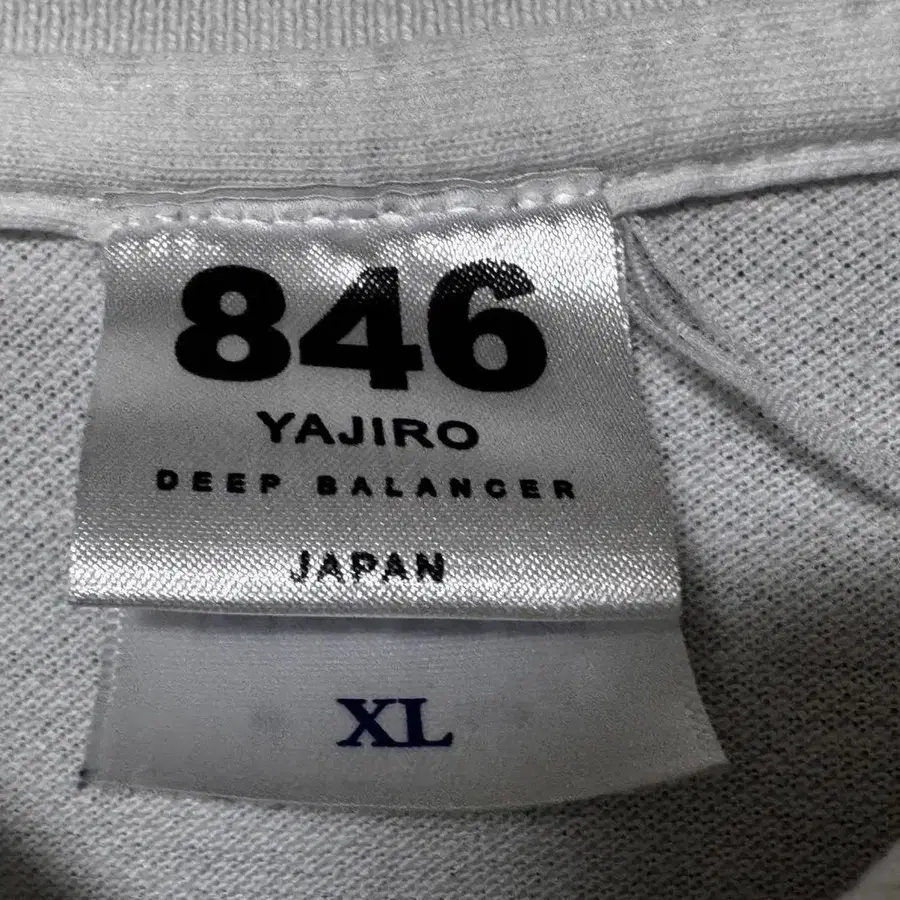 846
YAJIRO
DEEP BALANCER
JAPAN
XL